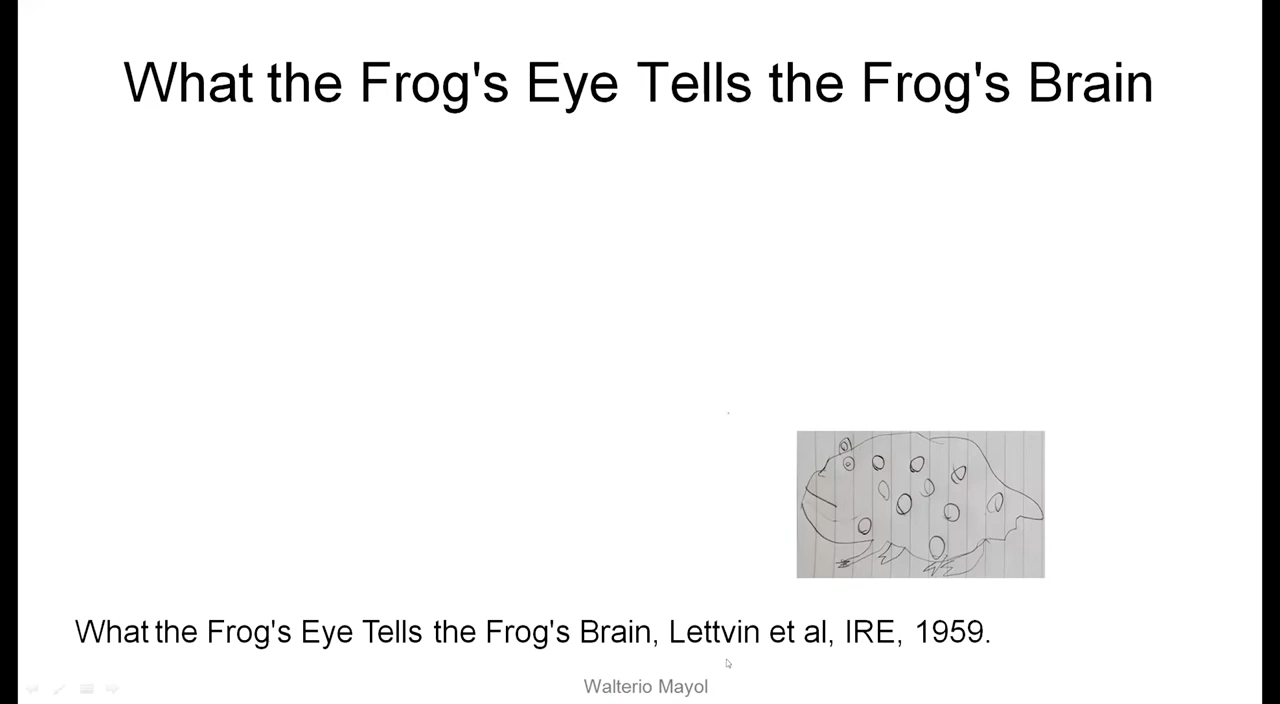 What the Frog's Eye Tells the Frog's Brain
What the Frog's Eye Tells the Frog's Brain, Lettvin et al, IRE, 1959.
Walterio Mayol